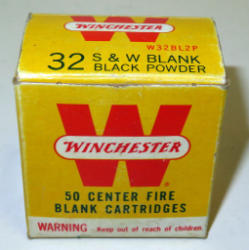 WINCHESTER
W32BL2P
32 S & W BLANK
BLACK POWDER
W
WINCHESTER
®
50 CENTER FIRE
BLANK CARTRIDGES
WARNING Keep out of reach of children.